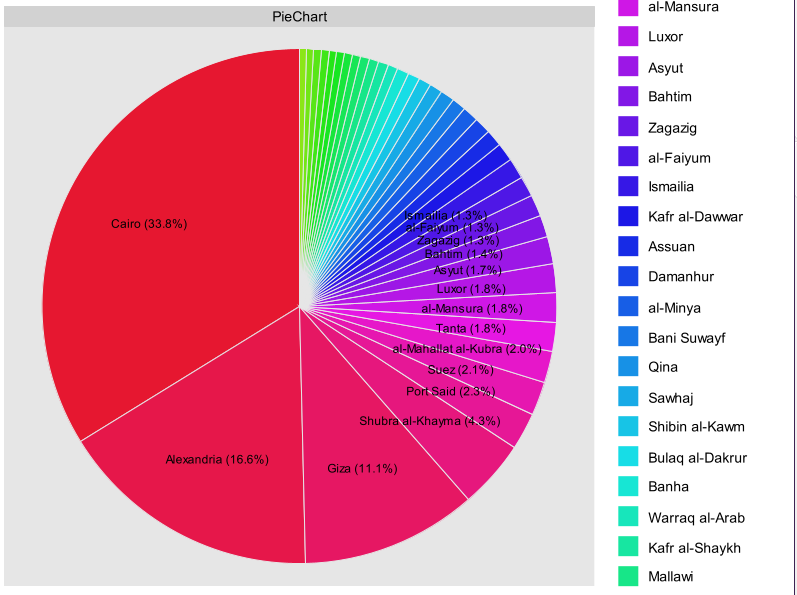 PieChart
Cairo (33.8%)
Ismailia (1.3%)
al-Faiyum (1.3%)
Zagazig (1.3%)
Bahtim (1.4%)
Asyut (1.7%)
Luxor (1.8%)
al-Mansura (1.8%)
Tanta (1.8%)
al-Mahallat al-Kubra (2.0%)
Suez (2.1%)
Port Said (2.3%)
Shubra al-Khayma (4.3%)
Alexandria (16.6%)
Giza (11.1%)
al-Mansura
Luxor
Asyut
Bahtim
Zagazig
al-Faiyum
Ismailia
Kafr al-Dawwar
Assuan
Damanhur
al-Minya
Bani Suwayf
Qina
Sawhaj
Shibin al-Kawm
Bulaq al-Dakrur
Banha
Warraq al-Arab
Kafr al-Shaykh
Mallawi